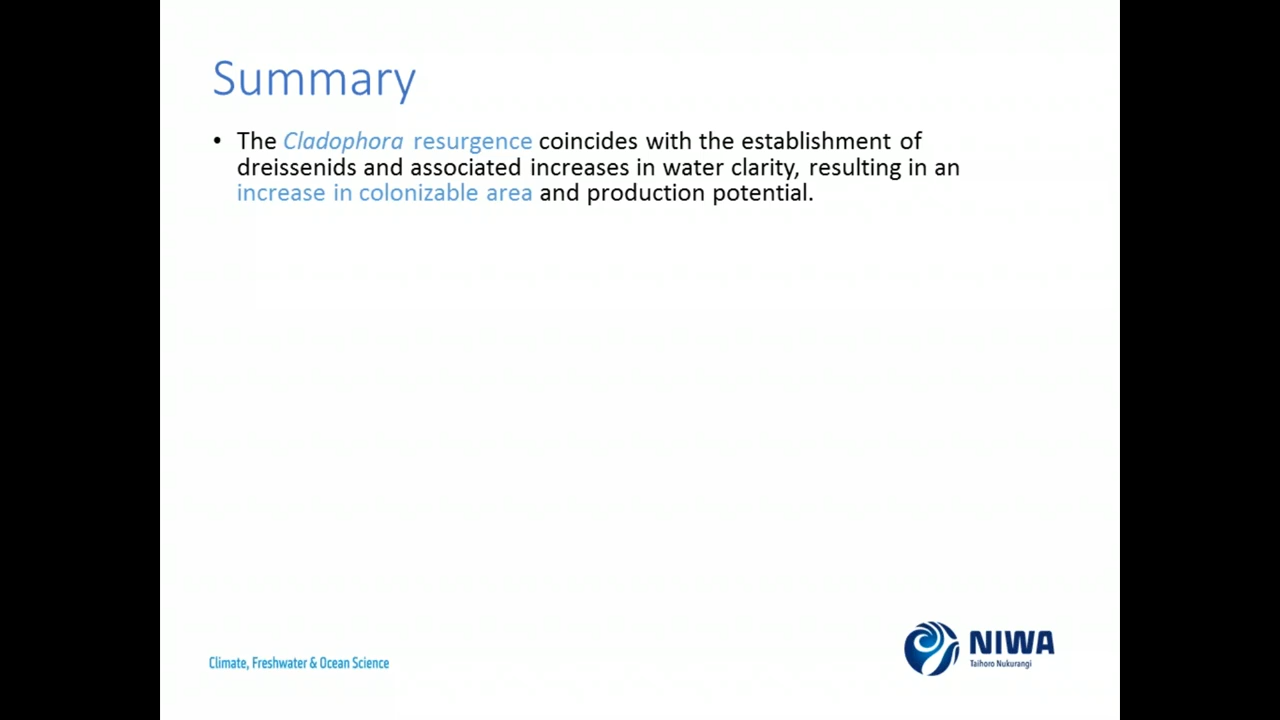 Summary
• The Cladophora resurgence coincides with the establishment of
dreissenids and associated increases in water clarity, resulting in an
increase in colonizable area and production potential.
Climate, Freshwater & Ocean Science
NIWA
Taihoro Nukurangi